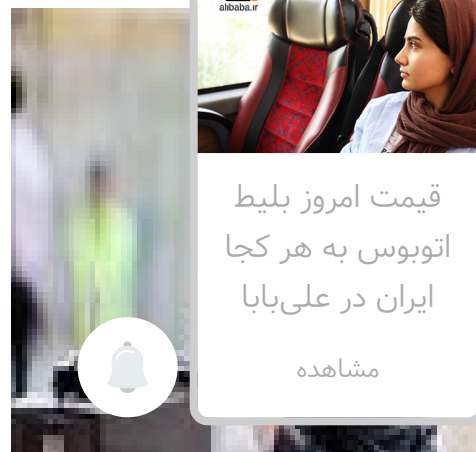 alibaba.ir
قیمت امروز بلیط
اتوبوس به هر کجا
ایران در علی‌بابا
مشاهده